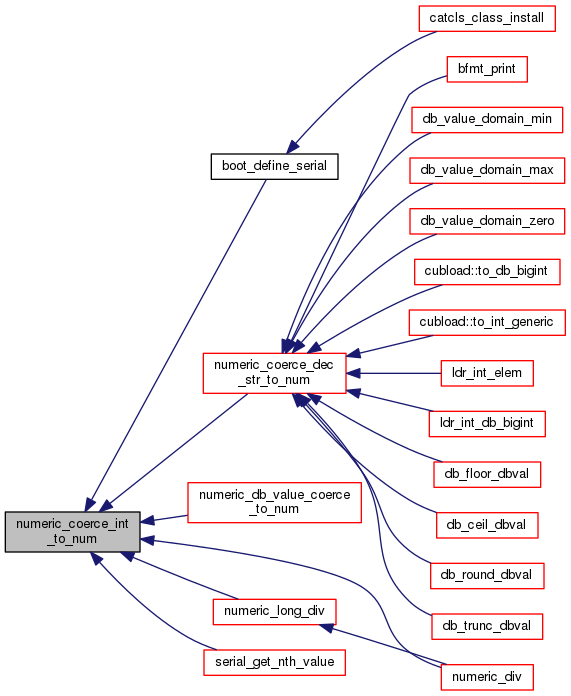 catcls_class_install
bfmt_print
db_value_domain_min
boot_define_serial
db_value_domain_max
db_value_domain_zero
cubload::to_db_bigint
cubload::to_int_generic
numeric_coerce_dec
_str_to_num
ldr_int_elem
ldr_int_db_bigint
db_floor_dbval
numeric_db_value_coerce
_to_num
numeric_coerce_int
_to_num
db_ceil_dbval
db_round_dbval
numeric_long_div
db_trunc_dbval
serial_get_nth_value
numeric_div